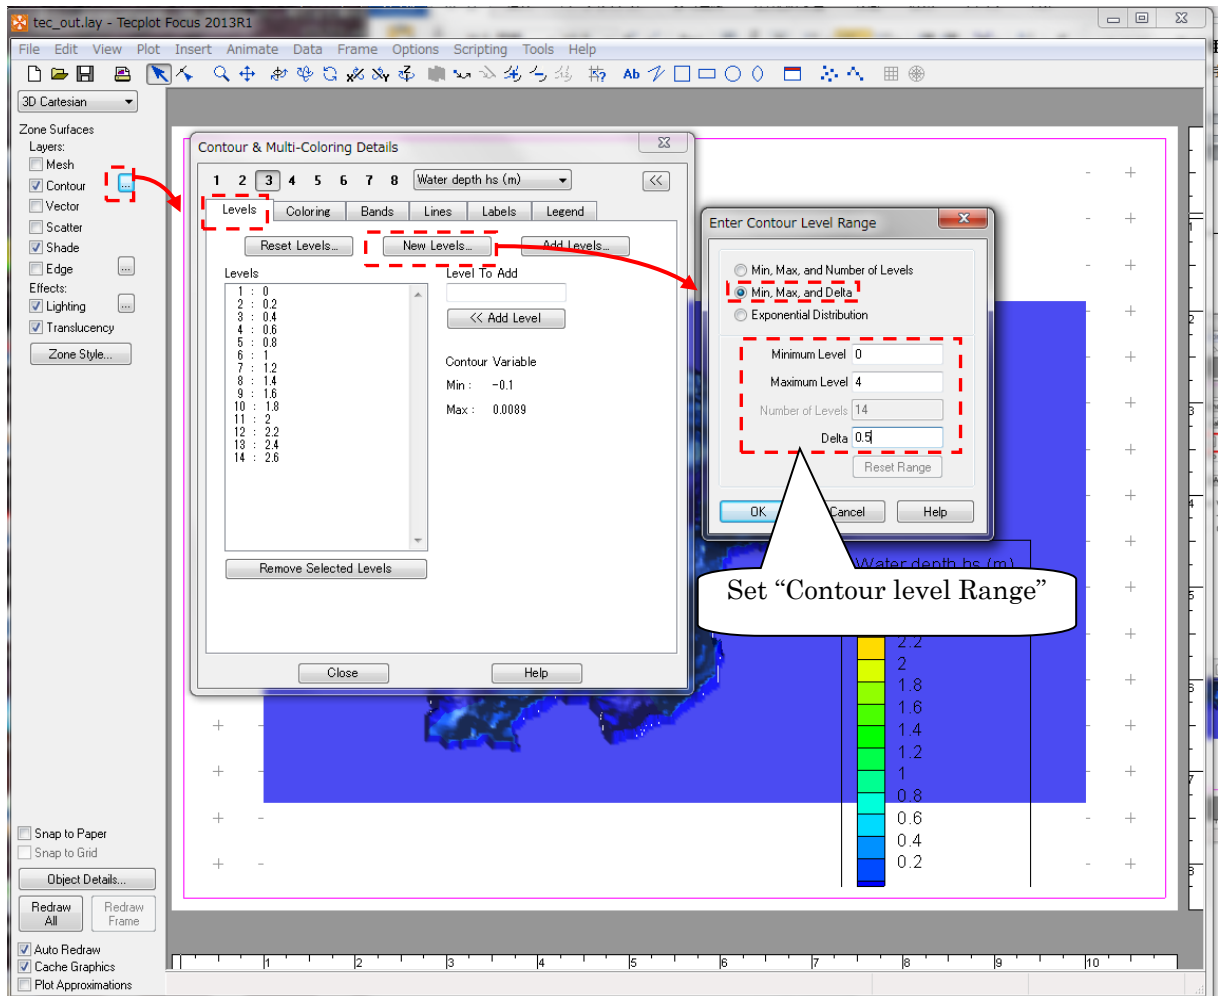 tec_out.lay - Tecplot Focus 2013R1
File Edit View Plot Insert Animate Data Frame Options Scripting Tools Help
Ab
3D Cartesian
Zone Surfaces
Layers:
Mesh
Contour
Vector
Scatter
Shade
Edge
Effects:
Lighting
Translucency
Zone Style...
Snap to Paper
Snap to Grid
Object Details...
Redraw All
Redraw Frame
Auto Redraw
Cache Graphics
Plot Approximations
Contour & Multi-Coloring Details
1 2 3 4 5 6 7 8 Water depth hs (m) <<
Levels Coloring Bands Lines Labels Legend
Reset Levels... New Levels... Add Levels...
Levels
1 : 0
2 : 0.2
3 : 0.4
4 : 0.6
5 : 0.8
6 : 1
7 : 1.2
8 : 1.4
9 : 1.6
10 : 1.8
11 : 2
12 : 2.2
13 : 2.4
14 : 2.6
Remove Selected Levels
Level To Add
<< Add Level
Contour Variable
Min : -0.1
Max : 0.0089
Close Help
Enter Contour Level Range
Min, Max, and Number of Levels
Min, Max, and Delta
Exponential Distribution
Minimum Level 0
Maximum Level 4
Number of Levels 14
Delta 0.5
Reset Range
OK Cancel Help
Set “Contour level Range”
Water depth hs (m)
2.2
2
1.8
1.6
1.4
1.2
1
0.8
0.6
0.4
0.2
1 2 3 4 5 6 7 8 9 10
1
2
3
4
5
6
7
8